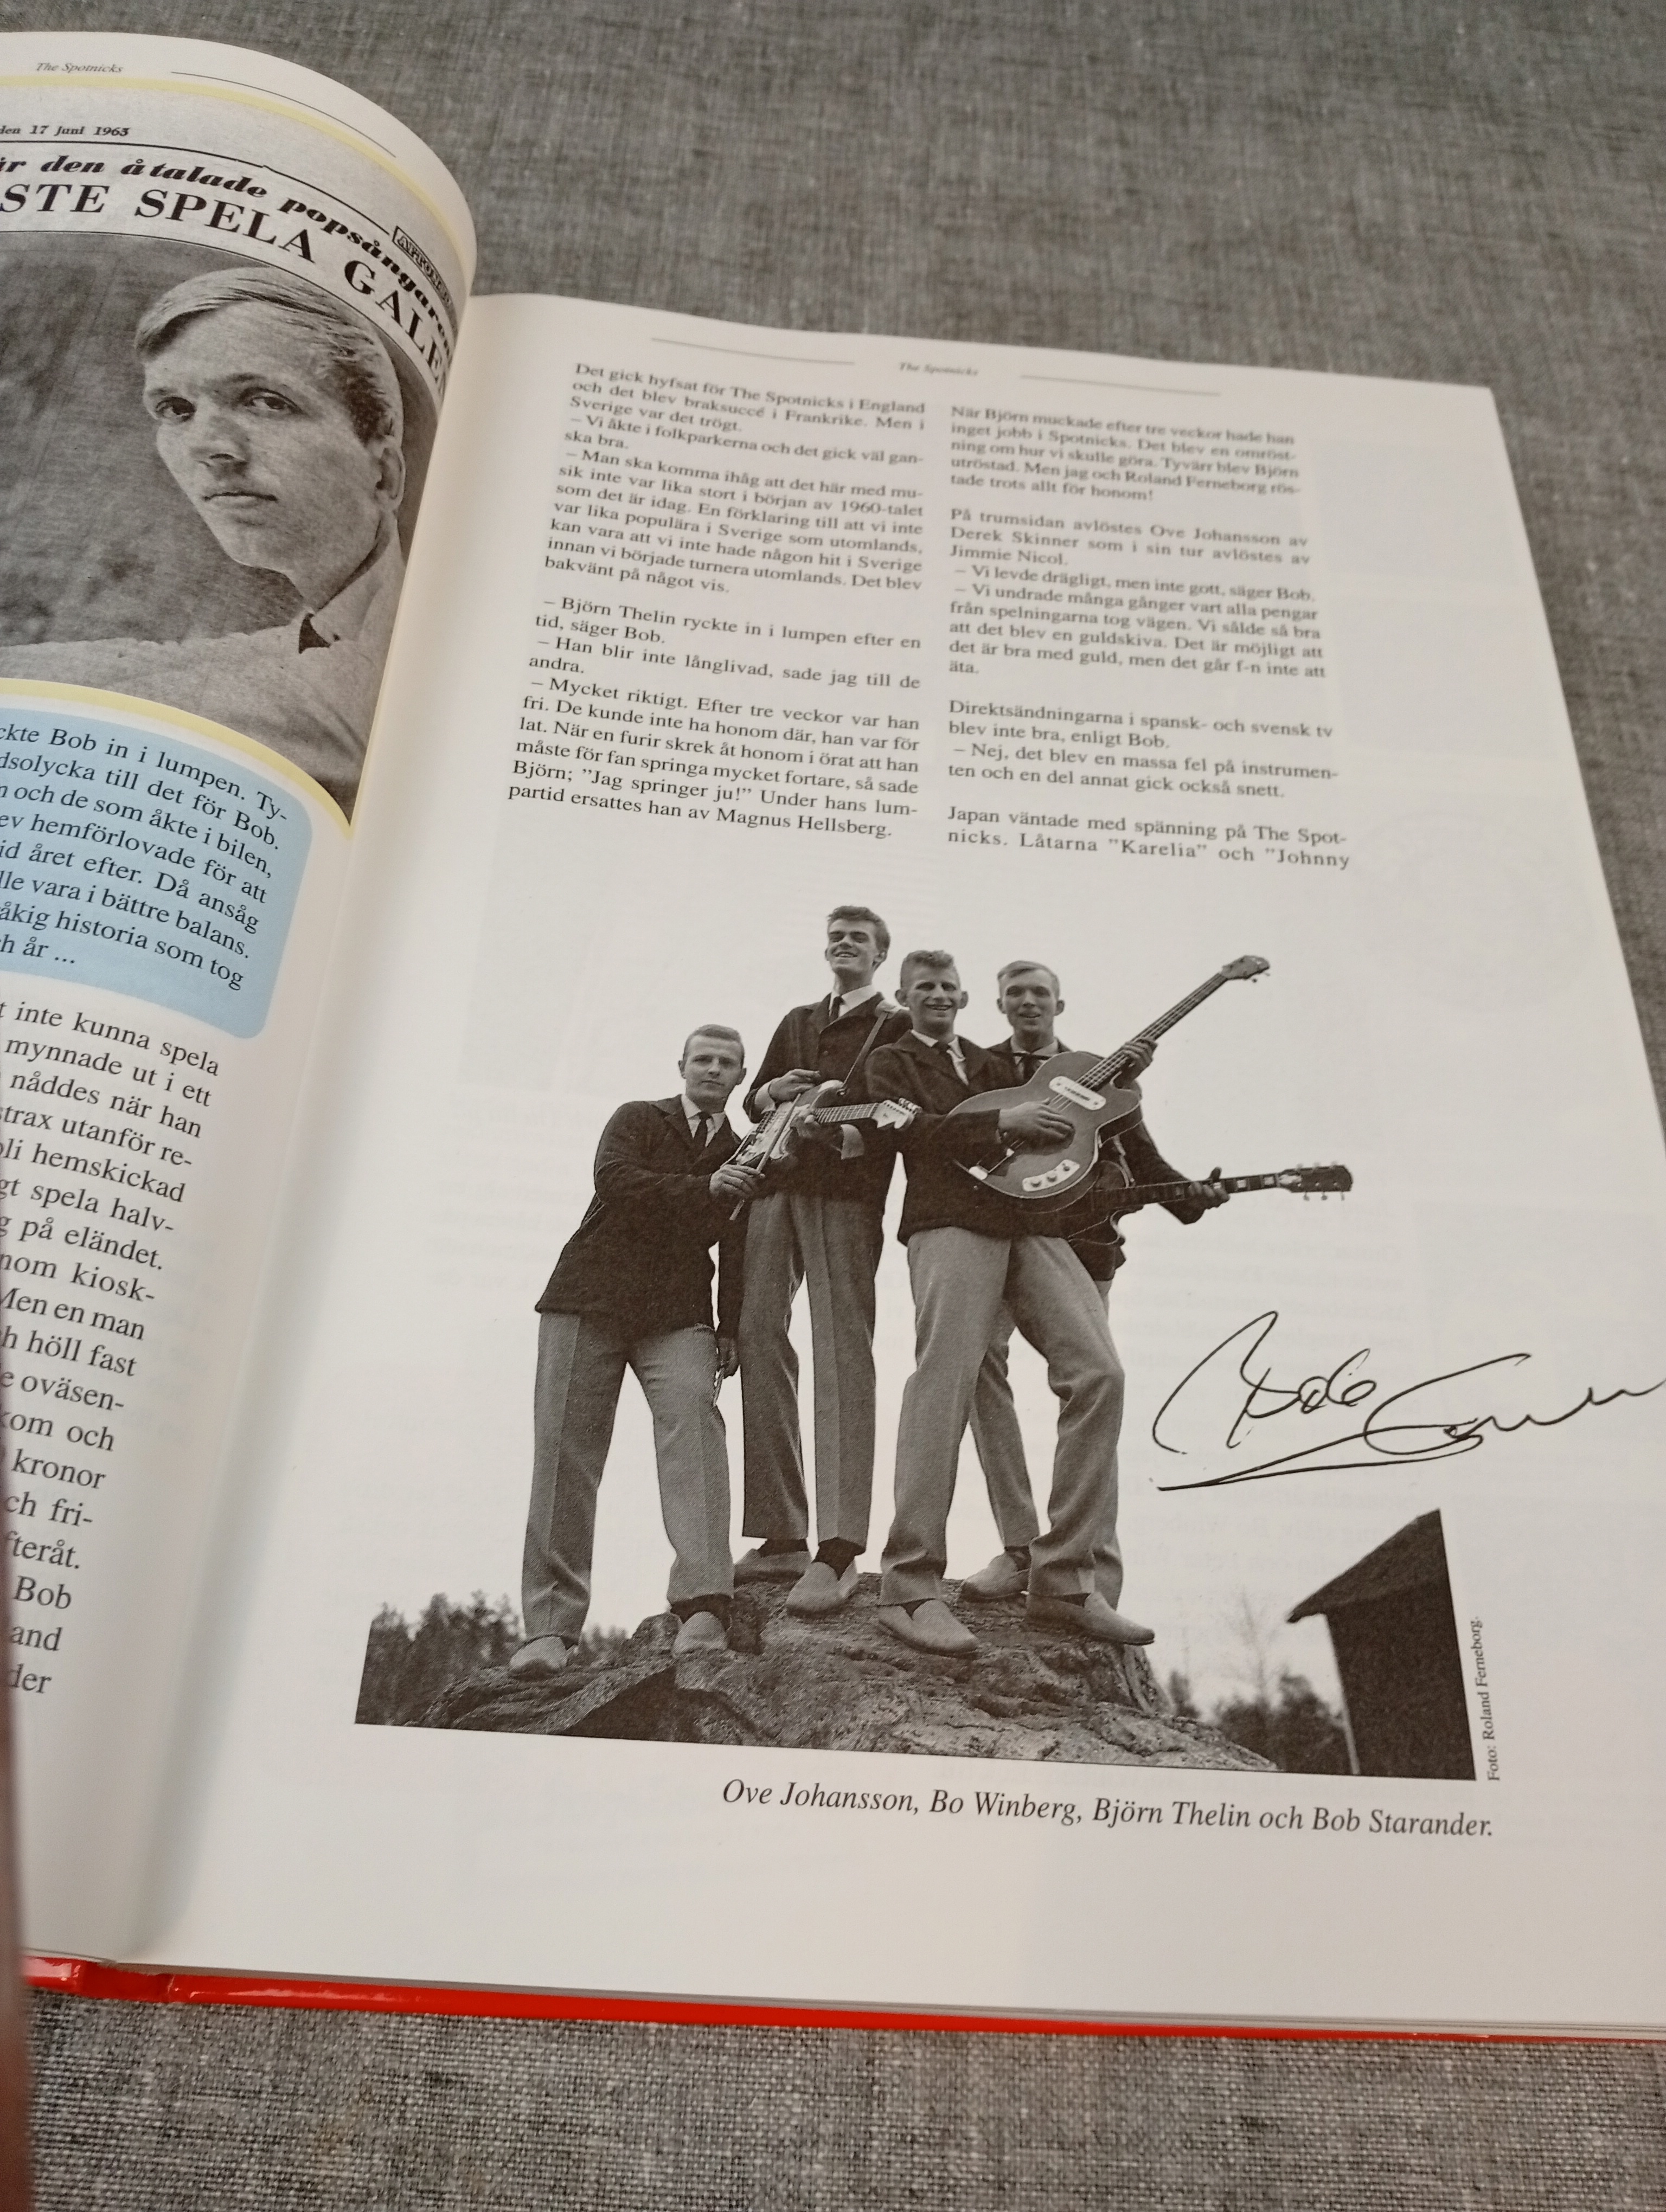 The Spotnicks
den 17 juni 1963
är den åtalade popsångaren
STE SPELA GALEN
ckte Bob in i lumpen. Ty-
dsolycka till det för Bob.
och de som åkte i bilen,
ev hemförlovade för att
id året efter. Då ansåg
lle vara i bättre balans.
åkig historia som tog
h år ...
t inte kunna spela
mynnade ut i ett
nåddes när han
strax utanför re-
bli hemskickad
gt spela halv-
g på eländet.
nom kiosk-
Men en man
h höll fast
e oväsen-
kom och
kronor
ch fri-
fteråt.
Bob
and
der
The Spotnicks
Det gick hyfsat för The Spotnicks i England
och det blev braksuccé i Frankrike. Men i
Sverige var det trögt.
– Vi åkte i folkparkerna och det gick väl gan-
ska bra.
– Man ska komma ihåg att det här med mu-
sik inte var lika stort i början av 1960-talet
som det är idag. En förklaring till att vi inte
var lika populära i Sverige som utomlands,
kan vara att vi inte hade någon hit i Sverige
innan vi började turnera utomlands. Det blev
bakvänt på något vis.
– Björn Thelin ryckte in i lumpen efter en
tid, säger Bob.
– Han blir inte långlivad, sade jag till de
andra.
– Mycket riktigt. Efter tre veckor var han
fri. De kunde inte ha honom där, han var för
lat. När en furir skrek åt honom i örat att han
måste för fan springa mycket fortare, så sade
Björn; ”Jag springer ju!” Under hans lum-
partid ersattes han av Magnus Hellsberg.
När Björn muckade efter tre veckor hade han
inget jobb i Spotnicks. Det blev en omröst-
ning om hur vi skulle göra. Tyvärr blev Björn
utröstad. Men jag och Roland Ferneborg rös-
tade trots allt för honom!
På trumsidan avlöstes Ove Johansson av
Derek Skinner som i sin tur avlöstes av
Jimmie Nicol.
– Vi levde drägligt, men inte gott, säger Bob.
– Vi undrade många gånger vart alla pengar
från spelningarna tog vägen. Vi sålde så bra
att det blev en guldskiva. Det är möjligt att
det är bra med guld, men det går f-n inte att
äta.
Direktsändningarna i spansk- och svensk tv
blev inte bra, enligt Bob.
– Nej, det blev en massa fel på instrumen-
ten och en del annat gick också snett.
Japan väntade med spänning på The Spot-
nicks. Låtarna ”Karelia” och ”Johnny
Foto: Roland Ferneborg.
Ove Johansson, Bo Winberg, Björn Thelin och Bob Starander.